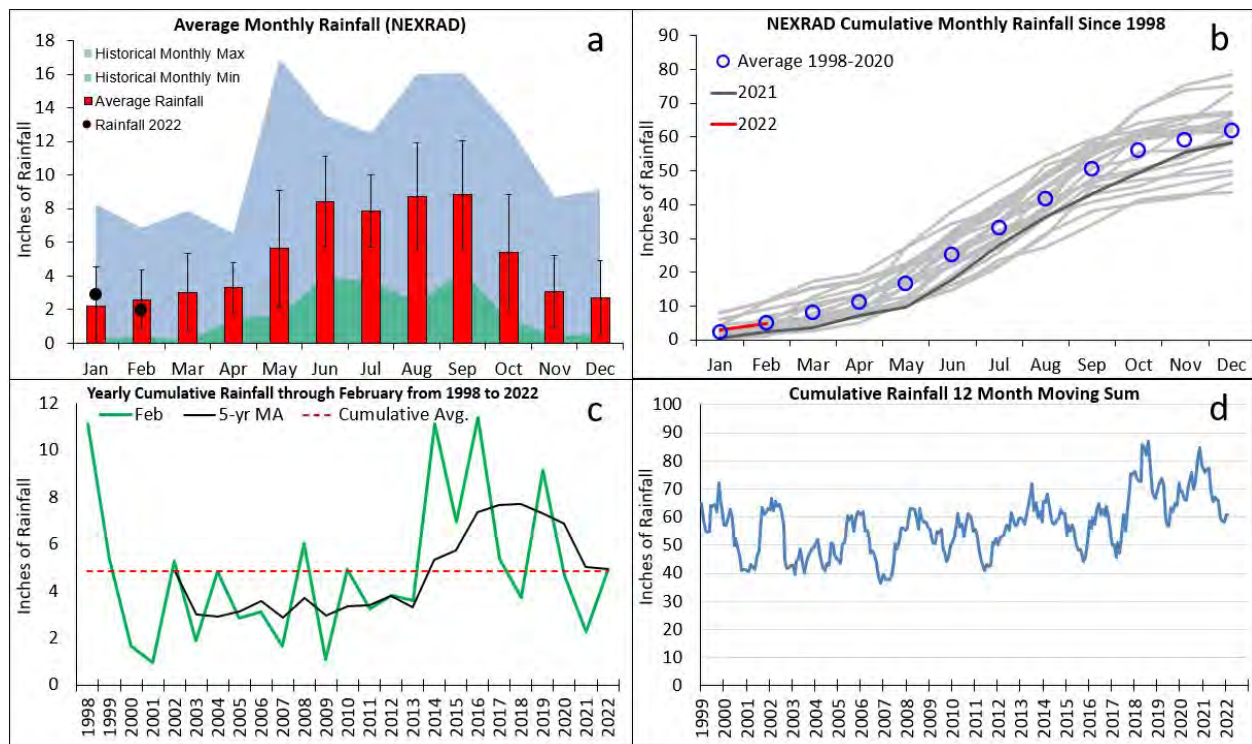 Average Monthly Rainfall (NEXRAD)
a
Inches of Rainfall
18
16
14
12
10
8
6
4
2
0
Historical Monthly Max
Historical Monthly Min
Average Rainfall
Rainfall 2022
Jan Feb Mar Apr May Jun Jul Aug Sep Oct Nov Dec
NEXRAD Cumulative Monthly Rainfall Since 1998
b
Inches of Rainfall
90
80
70
60
50
40
30
20
10
0
Average 1998-2020
2021
2022
Jan Feb Mar Apr May Jun Jul Aug Sep Oct Nov Dec
Yearly Cumulative Rainfall through February from 1998 to 2022
c
Feb 5-yr MA Cumulative Avg.
Inches of Rainfall
12
10
8
6
4
2
0
1998 1999 2000 2001 2002 2003 2004 2005 2006 2007 2008 2009 2010 2011 2012 2013 2014 2015 2016 2017 2018 2019 2020 2021 2022
Cumulative Rainfall 12 Month Moving Sum
d
Inches of Rainfall
100
90
80
70
60
50
40
30
20
10
0
1999 2000 2001 2002 2003 2004 2005 2006 2007 2008 2009 2010 2011 2012 2013 2014 2015 2016 2017 2018 2019 2020 2021 2022